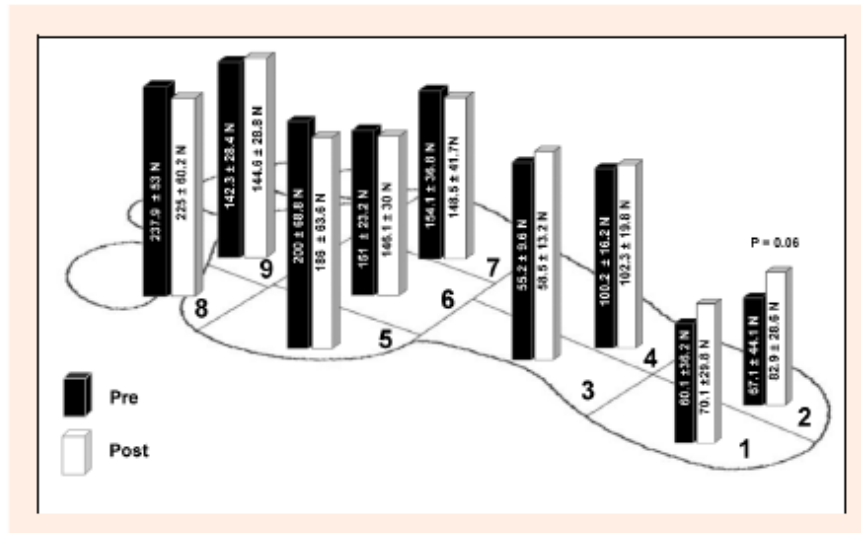 237.9 ± 53 N
225 ± 60.2 N
142.3 ± 28.4 N
144.6 ± 28.8 N
200 ± 68.8 N
186 ± 63.6 N
151 ± 23.2 N
146.1 ± 30 N
154.1 ± 36.8 N
148.5 ± 41.7N
55.2 ± 9.6 N
58.5 ± 13.2 N
100.2 ± 16.2 N
102.3 ± 19.8 N
P = 0.06
60.1 ±36.2 N
70.1 ±29.8 N
67.1 ± 44.1 N
82.9 ± 28.6 N
9
8
7
6
5
4
3
2
1
Pre
Post